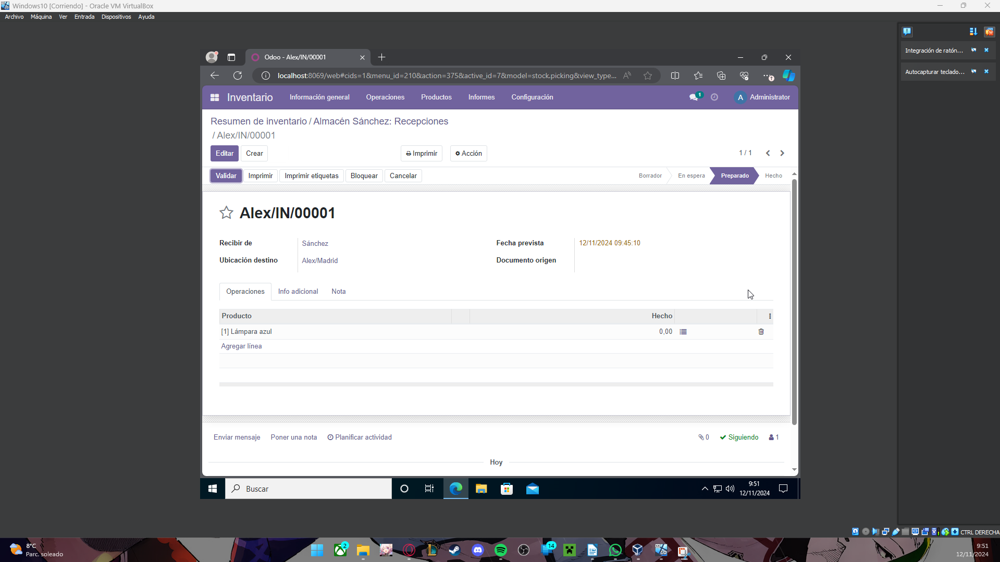 Windows10 [Corriendo] - Oracle VM VirtualBox
Archivo Máquina Ver Entrada Dispositivos Ayuda
Integración de ratón...
Autocapturar teclado...
Odoo - Alex/IN/00001
localhost:8069/web#cids=1&menu_id=210&action=375&active_id=7&model=stock.picking&view_type...
Inventario Información general Operaciones Productos Informes Configuración 1 A Administrator
Resumen de inventario / Almacén Sánchez: Recepciones
/ Alex/IN/00001
Editar Crear Imprimir Acción 1 / 1
Validar Imprimir Imprimir etiquetas Bloquear Cancelar Borrador En espera Preparado Hecho
Alex/IN/00001
Recibir de Sánchez Fecha prevista 12/11/2024 09:45:10
Ubicación destino Alex/Madrid Documento origen
Operaciones Info adicional Nota
Producto Hecho
[1] Lámpara azul 0,00
Agregar línea
Enviar mensaje Poner una nota Planificar actividad 0 Siguiendo 1
Hoy
Buscar
9:51
12/11/2024
CTRL DERECHA
8°C
Parc. soleado
2
14
9:51
12/11/2024